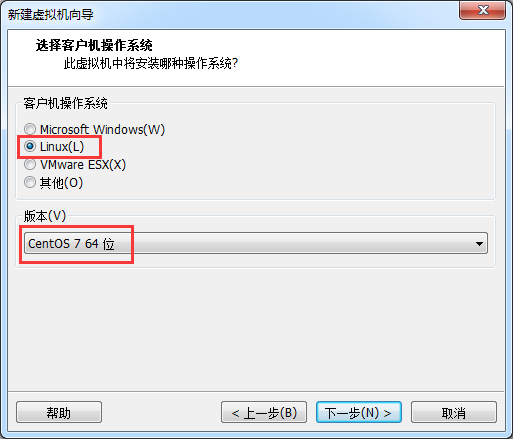 新建虚拟机向导
选择客户机操作系统
此虚拟机中将安装哪种操作系统?
客户机操作系统
Microsoft Windows(W)
Linux(L)
VMware ESX(X)
其他(O)
版本(V)
CentOS 7 64 位
帮助
< 上一步(B)
下一步(N) >
取消